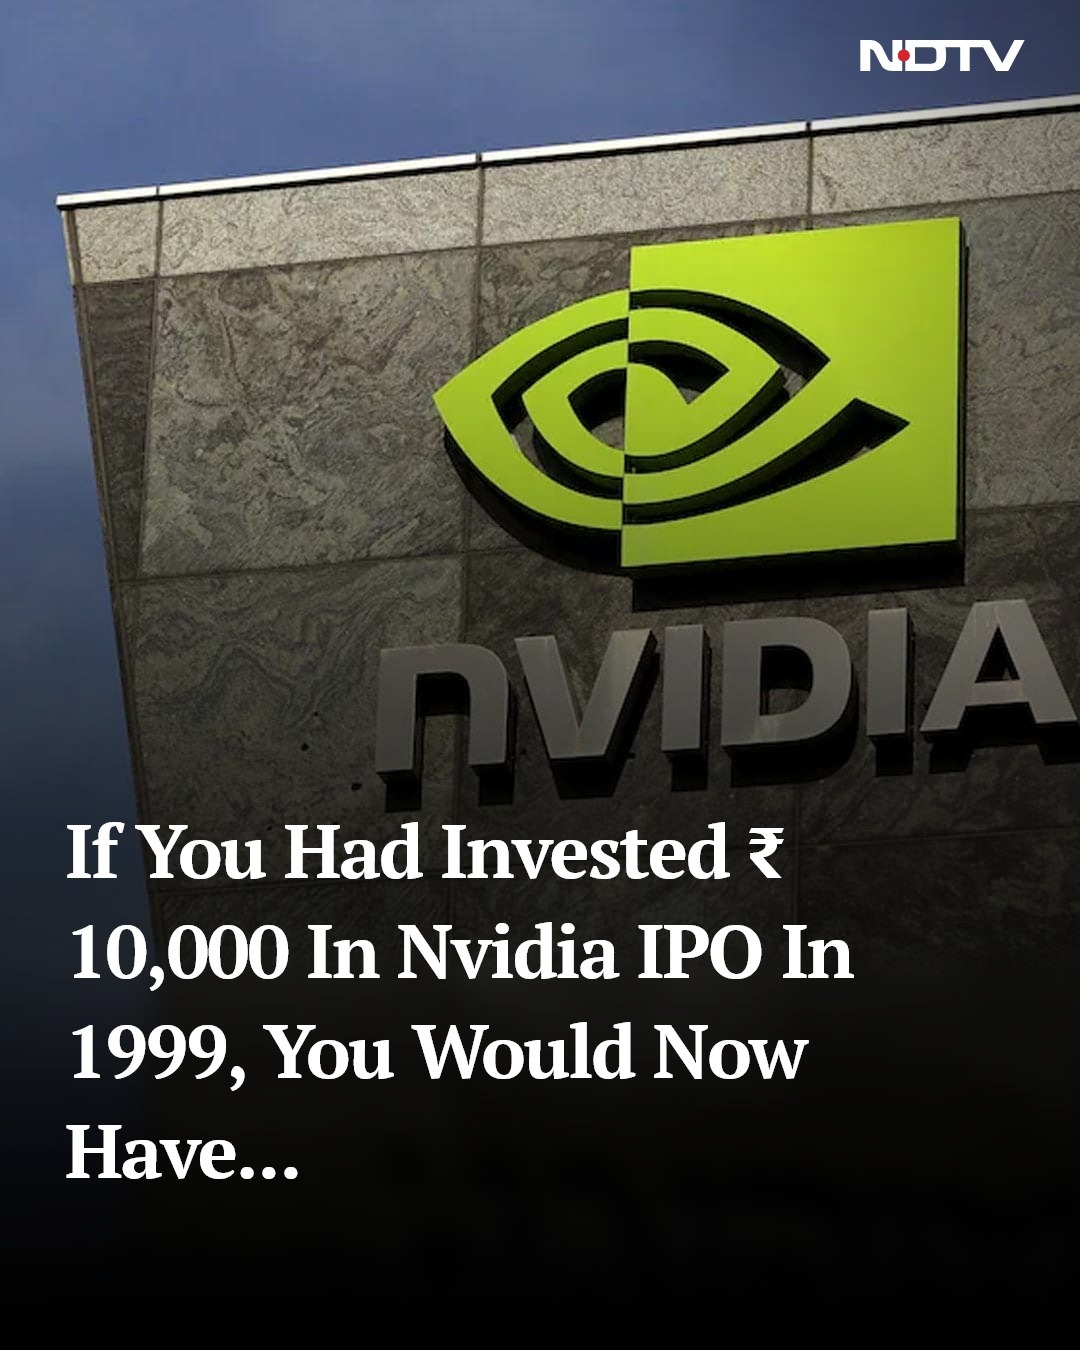 NDTV
NVIDIA
If You Had Invested ₹
10,000 In Nvidia IPO In
1999, You Would Now
Have...